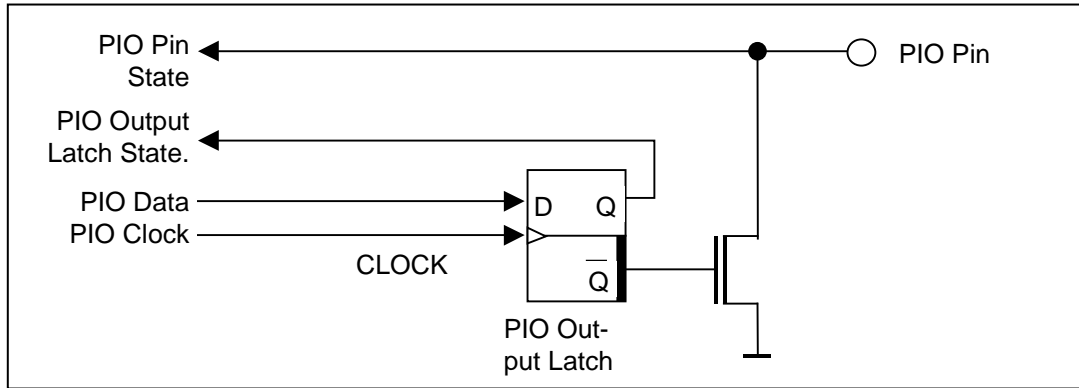 PIO Pin
State
PIO Pin
PIO Output
Latch State.
PIO Data
PIO Clock
CLOCK
D
Q
Q
PIO Out-
put Latch